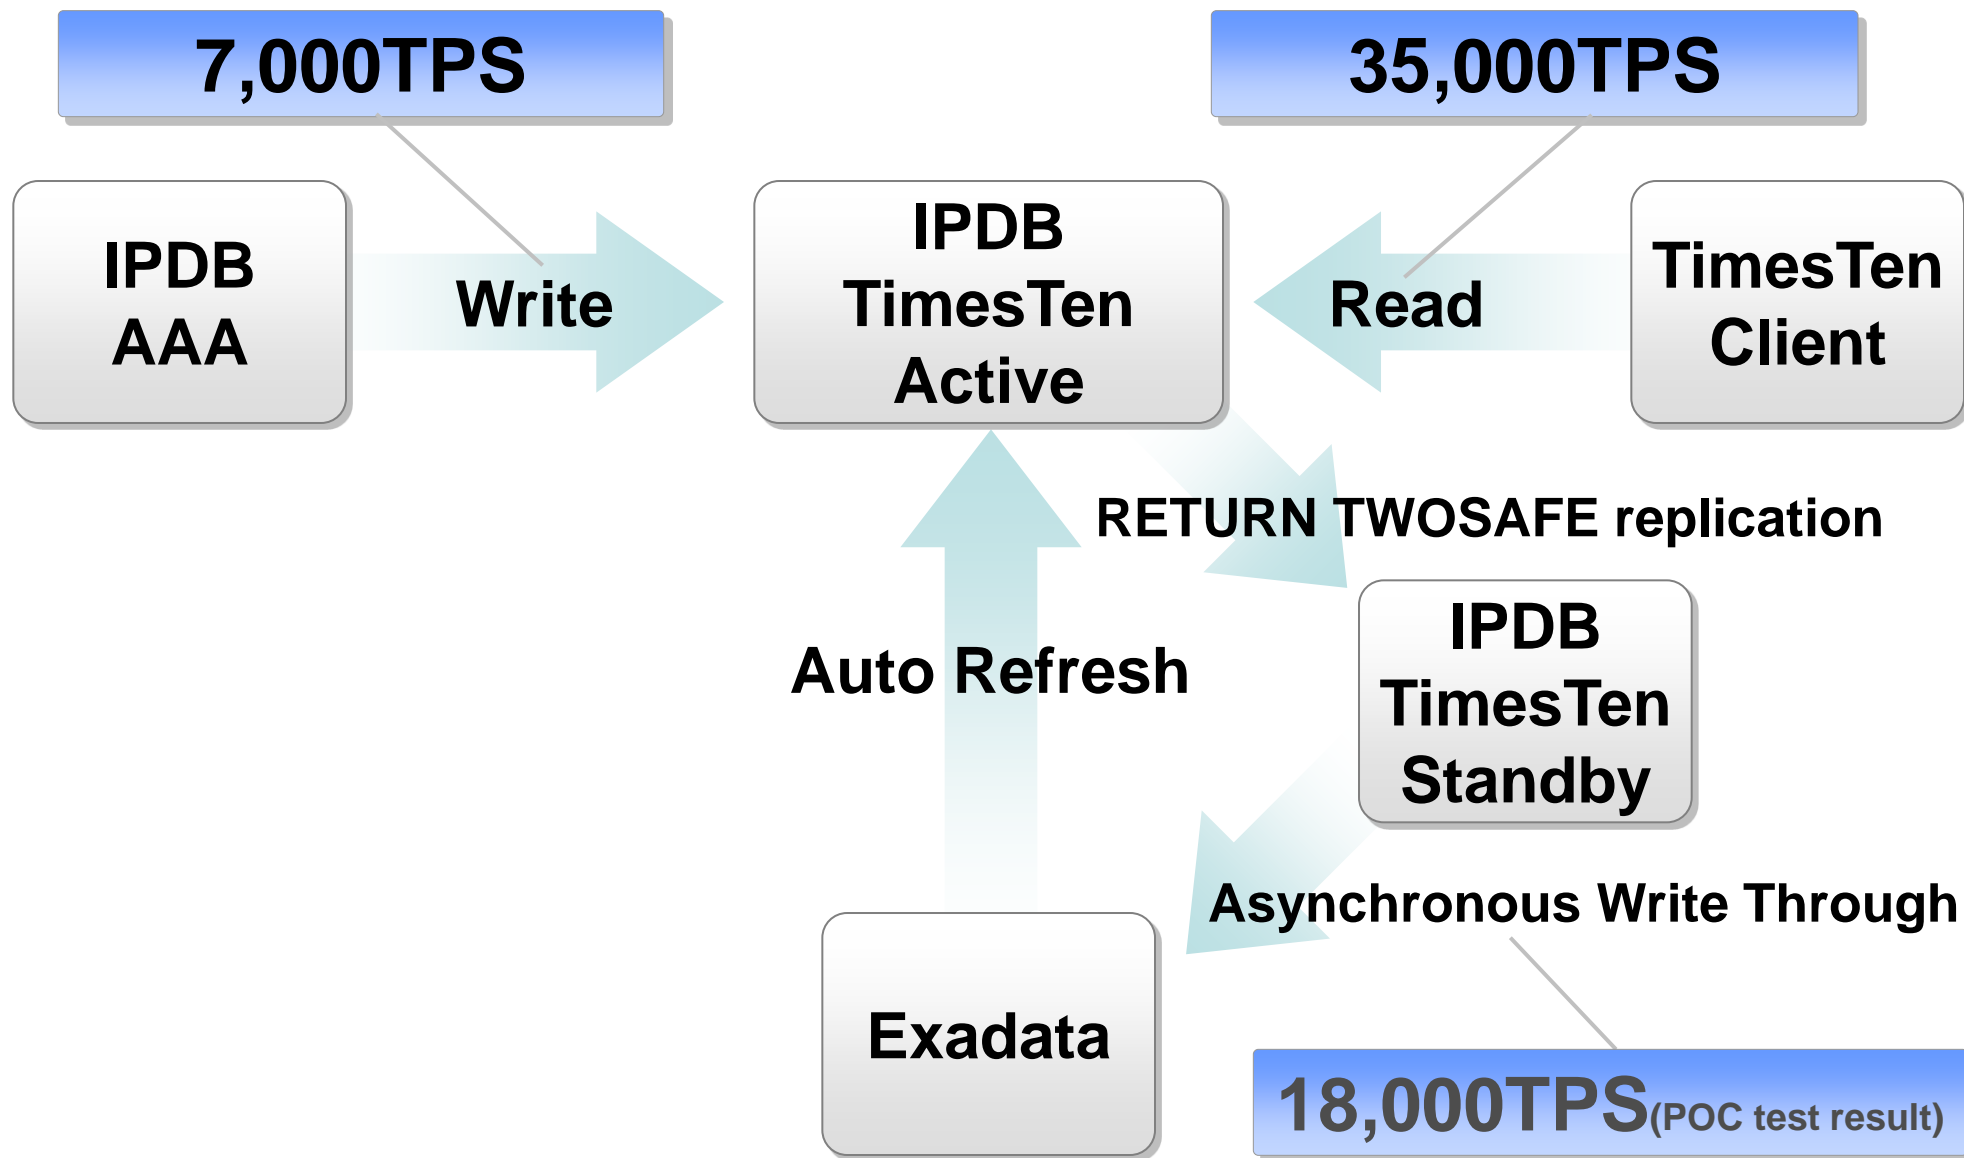 7,000TPS
35,000TPS
IPDB
AAA
Write
IPDB
TimesTen
Active
Read
TimesTen
Client
RETURN TWOSAFE replication
Auto Refresh
IPDB
TimesTen
Standby
Asynchronous Write Through
Exadata
18,000TPS(POC test result)